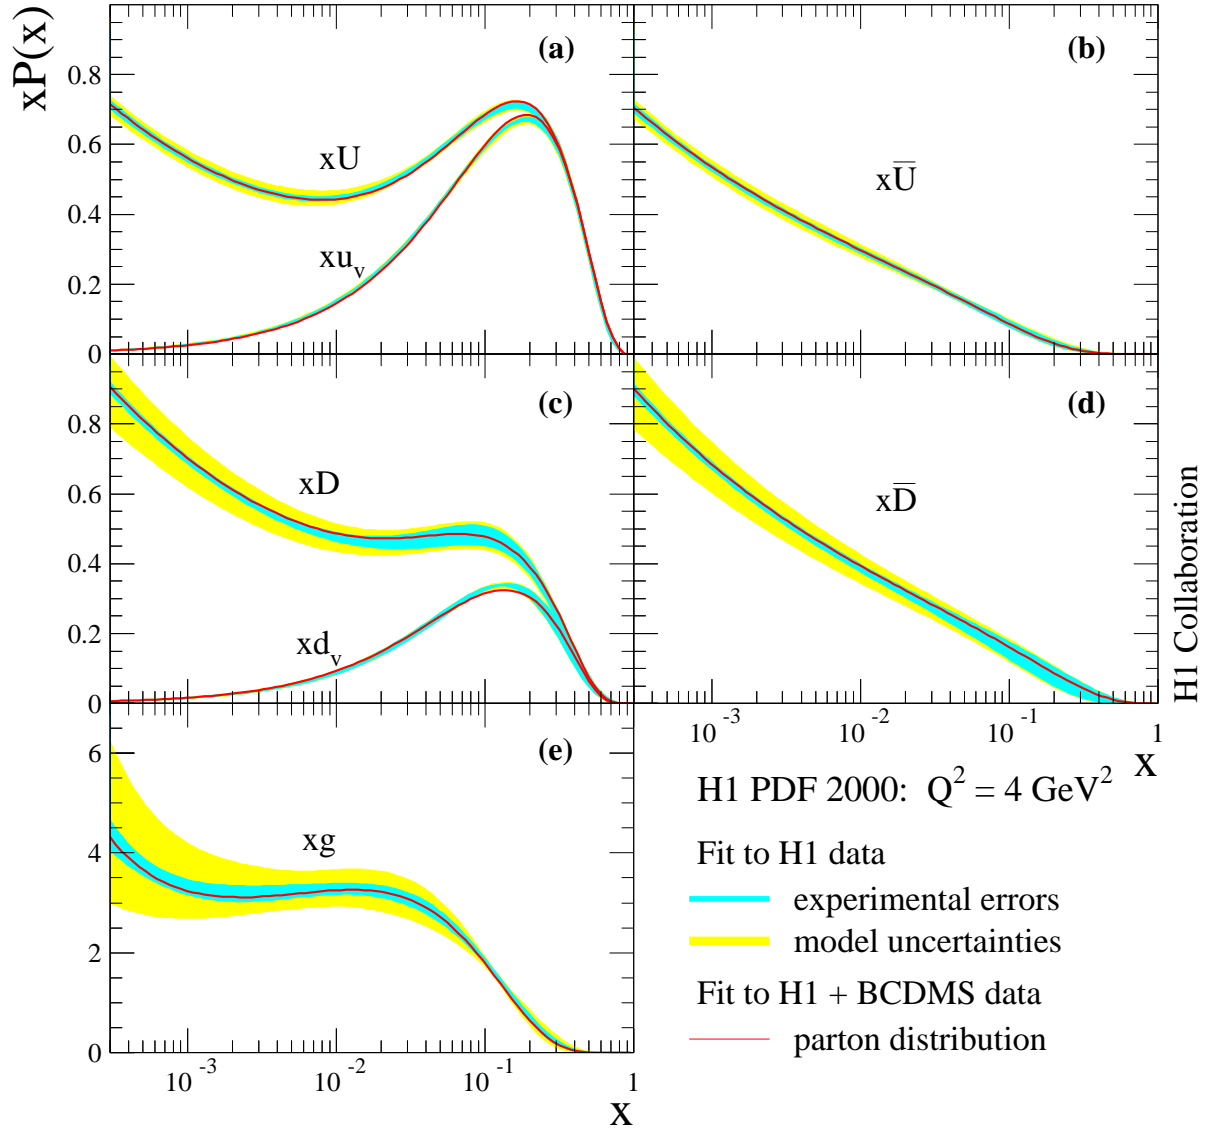 xP(x)
(a)
(b)
0.8
0.6
0.4
0.2
0
xU
xu_v
xU̅
(c)
(d)
0.8
0.6
0.4
0.2
0
xD
xd_v
xD̅
10^-3 10^-2 10^-1 1
x
(e)
6
4
2
0
xg
10^-3 10^-2 10^-1 1
x
H1 PDF 2000: Q^2 = 4 GeV^2
Fit to H1 data
experimental errors
model uncertainties
Fit to H1 + BCDMS data
parton distribution
H1 Collaboration